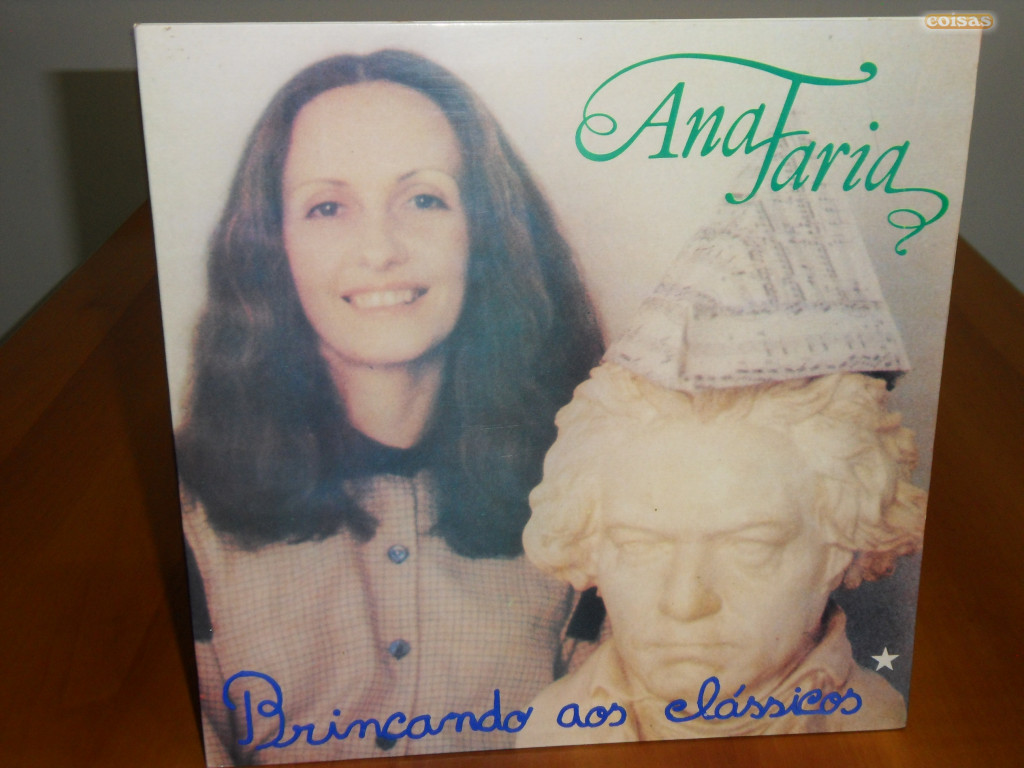 coisas
Ana Faria
Brincando aos clássicos